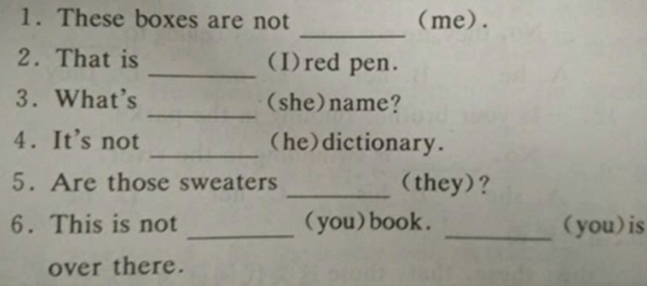 1. These boxes are not ________ (me).
2. That is ________ (I) red pen.
3. What's ________ (she) name?
4. It's not ________ (he) dictionary.
5. Are those sweaters ________ (they)?
6. This is not ________ (you) book. ________ (you) is
over there.